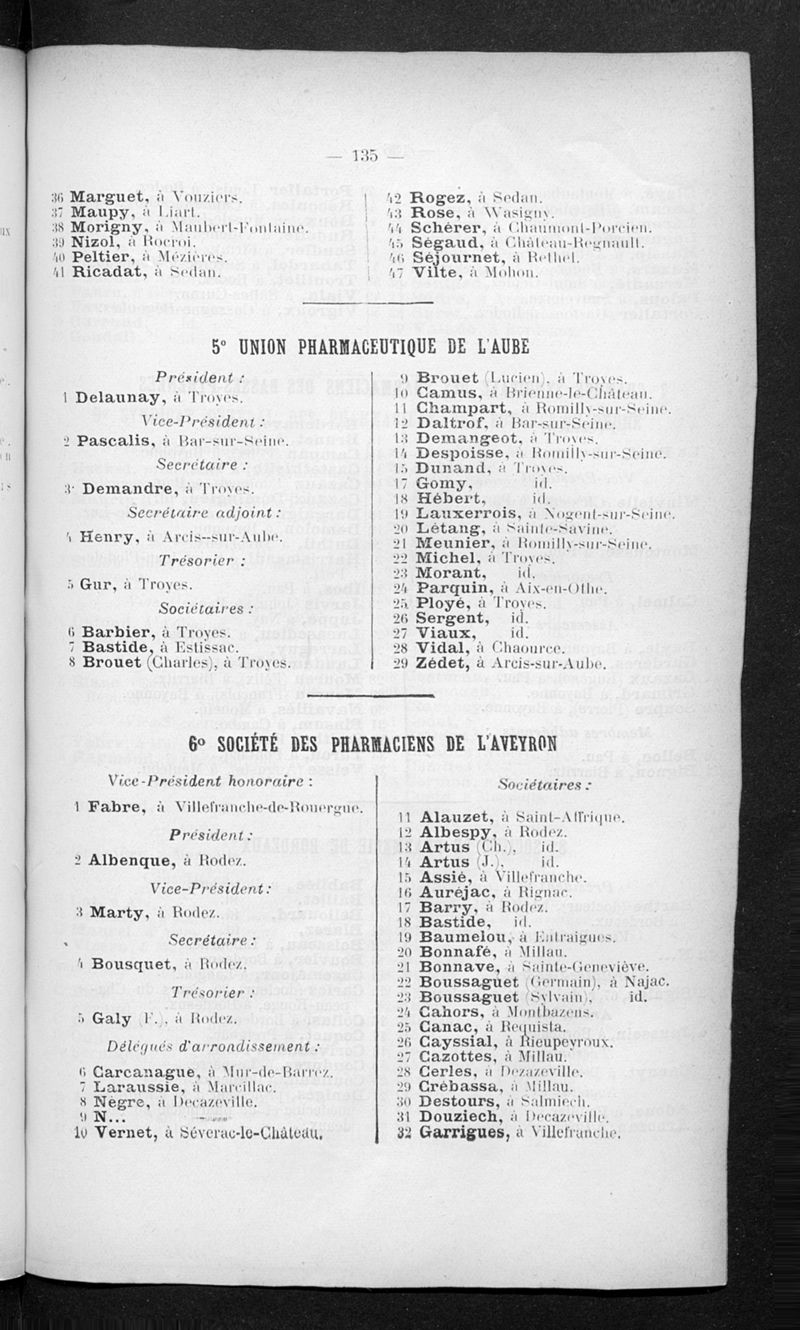 — 135 —
36 Marguet, à Vouziers.
37 Maupy, à Liart.
38 Morigny, à Maubert-Fontaine.
39 Nizol, à Rocroi.
40 Peltier, à Mézières.
41 Ricadat, à Sedan.
42 Rogez, à Sedan.
43 Rose, à Wasigny.
44 Schérer, à Chaumont-Porcien.
45 Ségaud, à Château-Regnault.
46 Séjournet, à Rethel.
47 Vilte, à Mohon.
5° UNION PHARMACEUTIQUE DE L'AUBE
Président :
1 Delaunay, à Troyes.
Vice-Président :
2 Pascalis, à Bar-sur-Seine.
Secrétaire :
3 Demandre, à Troyes.
Secrétaire adjoint :
4 Henry, à Arcis--sur-Aube.
Trésorier :
5 Gur, à Troyes.
Sociétaires :
6 Barbier, à Troyes.
7 Bastide, à Estissac.
8 Brouet (Charles), à Troyes.
9 Brouet (Lucien), à Troyes.
10 Camus, à Brienne-le-Château.
11 Champart, à Romilly-sur-Seine.
12 Daltrof, à Bar-sur-Seine.
13 Demangeot, à Troyes.
14 Despoisse, à Romilly-sur-Seine.
15 Dunand, à Troyes.
17 Gomy, id.
18 Hébert, id.
19 Lauxerrois, à Nogent-sur-Seine.
20 Létang, à Sainte-Savine.
21 Meunier, à Romilly-sur-Seine.
22 Michel, à Troyes.
23 Morant, id.
24 Parquin, à Aix-en-Othe.
25 Ployé, à Troyes.
26 Sergent, id.
27 Viaux, id.
28 Vidal, à Chaource.
29 Zédet, à Arcis-sur-Aube.
6° SOCIÉTÉ DES PHARMACIENS DE L'AVEYRON
Vice-Président honoraire :
1 Fabre, à Villefranche-de-Rouergue.
Président :
2 Albenque, à Rodez.
Vice-Président :
3 Marty, à Rodez.
Secrétaire :
4 Bousquet, à Rodez.
Trésorier :
5 Galy (F.), à Rodez.
Délégués d'arrondissement :
6 Carcanague, à Mur-de-Barrez.
7 Laraussie, à Marcillac.
8 Nègre, à Decazeville.
9 N...
10 Vernet, à Séverac-le-Château.
Sociétaires :
11 Alauzet, à Saint-Affrique.
12 Albespy, à Rodez.
13 Artus (Ch.), id.
14 Artus (J.), id.
15 Assié, à Villefranche.
16 Auréjac, à Rignac.
17 Barry, à Rodez.
18 Bastide, id.
19 Baumelou, à Entraigues.
20 Bonnafé, à Millau.
21 Bonnave, à Sainte-Geneviève.
22 Boussaguet (Germain), à Najac.
23 Boussaguet (Sylvain), id.
24 Cahors, à Montbazens.
25 Canac, à Requista.
26 Cayssial, à Rieupeyroux.
27 Cazottes, à Millau.
28 Cerles, à Dezazeville.
29 Crébassa, à Millau.
30 Destours, à Salmiech.
31 Douziech, à Decazeville.
32 Garrigues, à Villefranche.